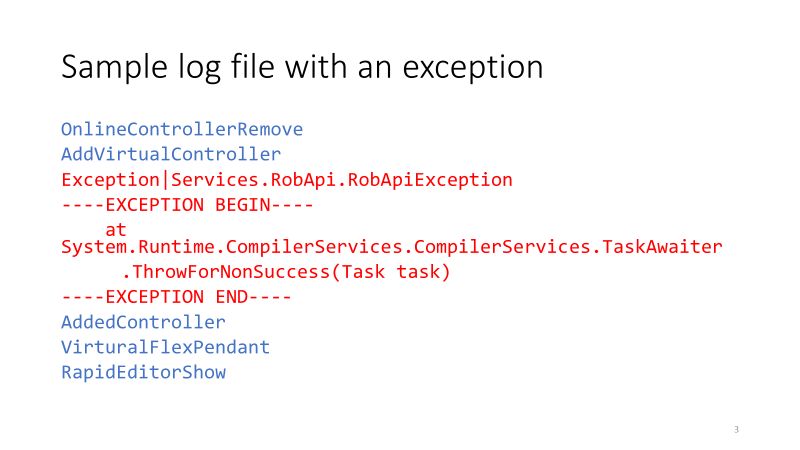 Sample log file with an exception
OnlineControllerRemove
AddVirtualController
Exception|Services.RobApi.RobApiException
----EXCEPTION BEGIN----
at
System.Runtime.CompilerServices.CompilerServices.TaskAwaiter
.ThrowForNonSuccess(Task task)
----EXCEPTION END----
AddedController
VirturalFlexPendant
RapidEditorShow
3